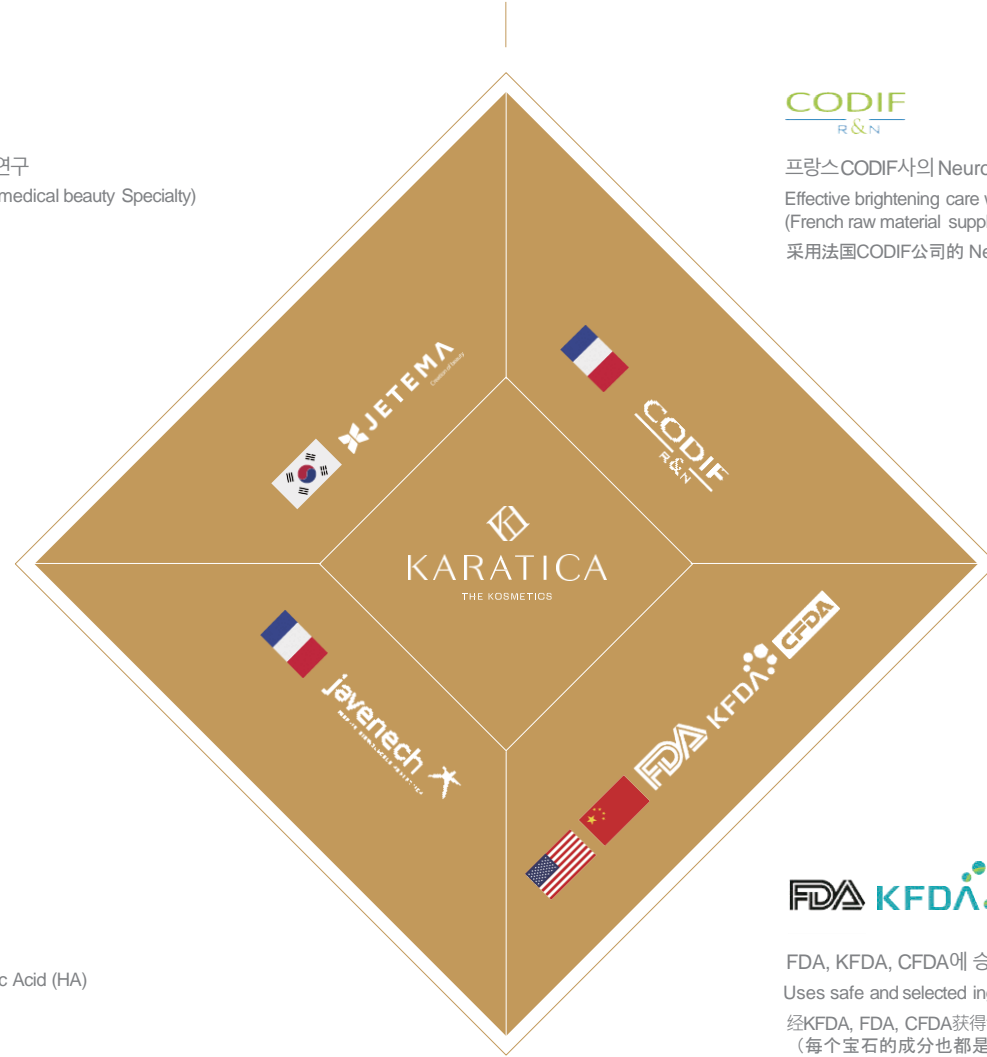 연구
medical beauty Specialty)
CODIF
R&N
프랑스CODIF사의 Neuro
Effective brightening care
(French raw material suppl
采用法国CODIF公司的 Ne
JETEMA
Creation of beauty
CODIF
R&N
KARATICA
THE KOSMETICS
javenech
FDA
KFDA
CFDA
c Acid (HA)
FDA KFDA
FDA, KFDA, CFDA에 승
Uses safe and selected in
经KFDA, FDA, CFDA获得
（每个宝石的成分也都是